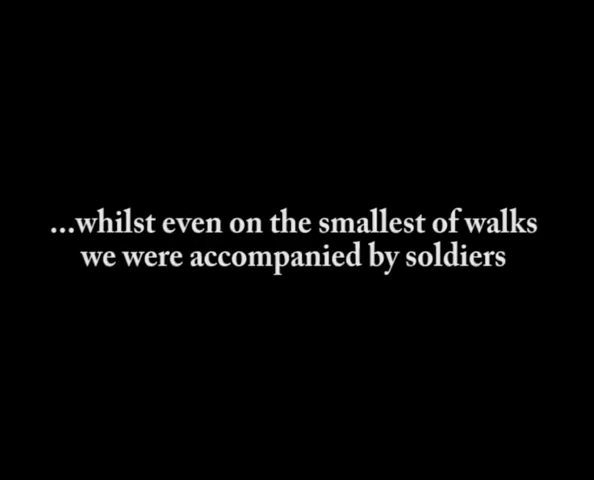 ...whilst even on the smallest of walks
we were accompanied by soldiers